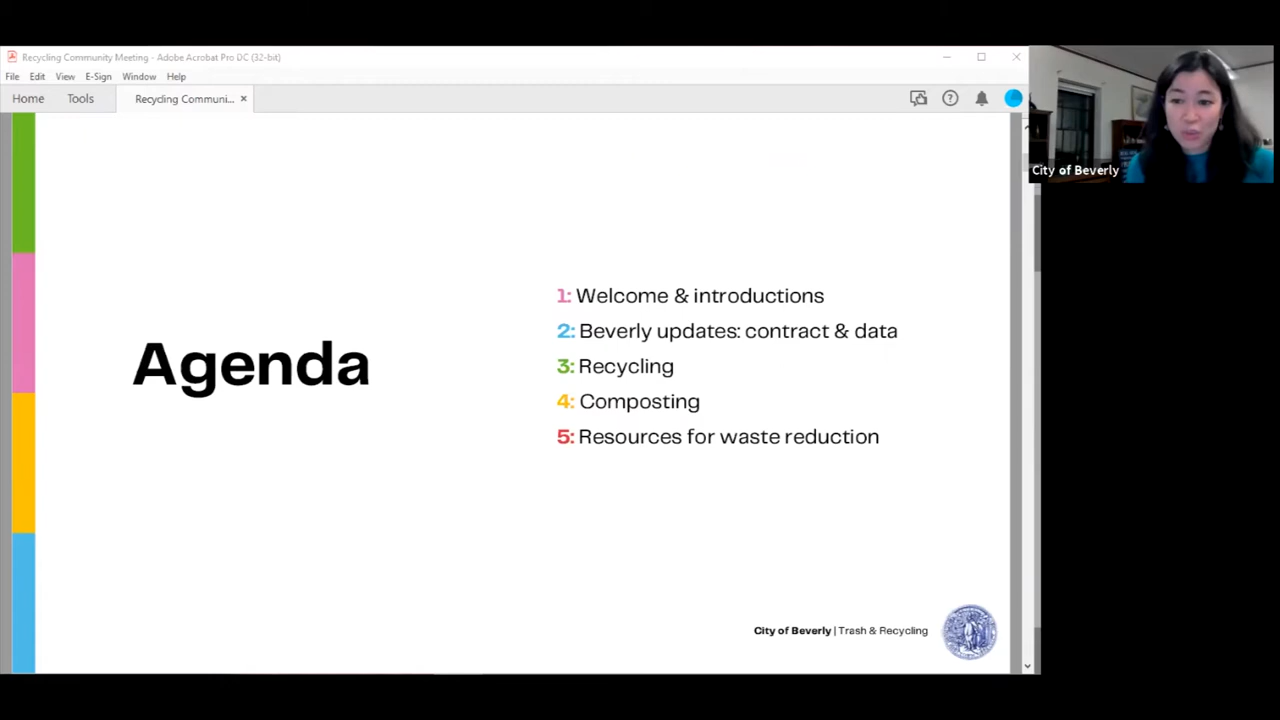 Recycling Community Meeting - Adobe Acrobat Pro DC (32-bit)
File Edit View E-Sign Window Help
Home Tools Recycling Communi... ×
City of Beverly
Agenda
1: Welcome & introductions
2: Beverly updates: contract & data
3: Recycling
4: Composting
5: Resources for waste reduction
City of Beverly | Trash & Recycling